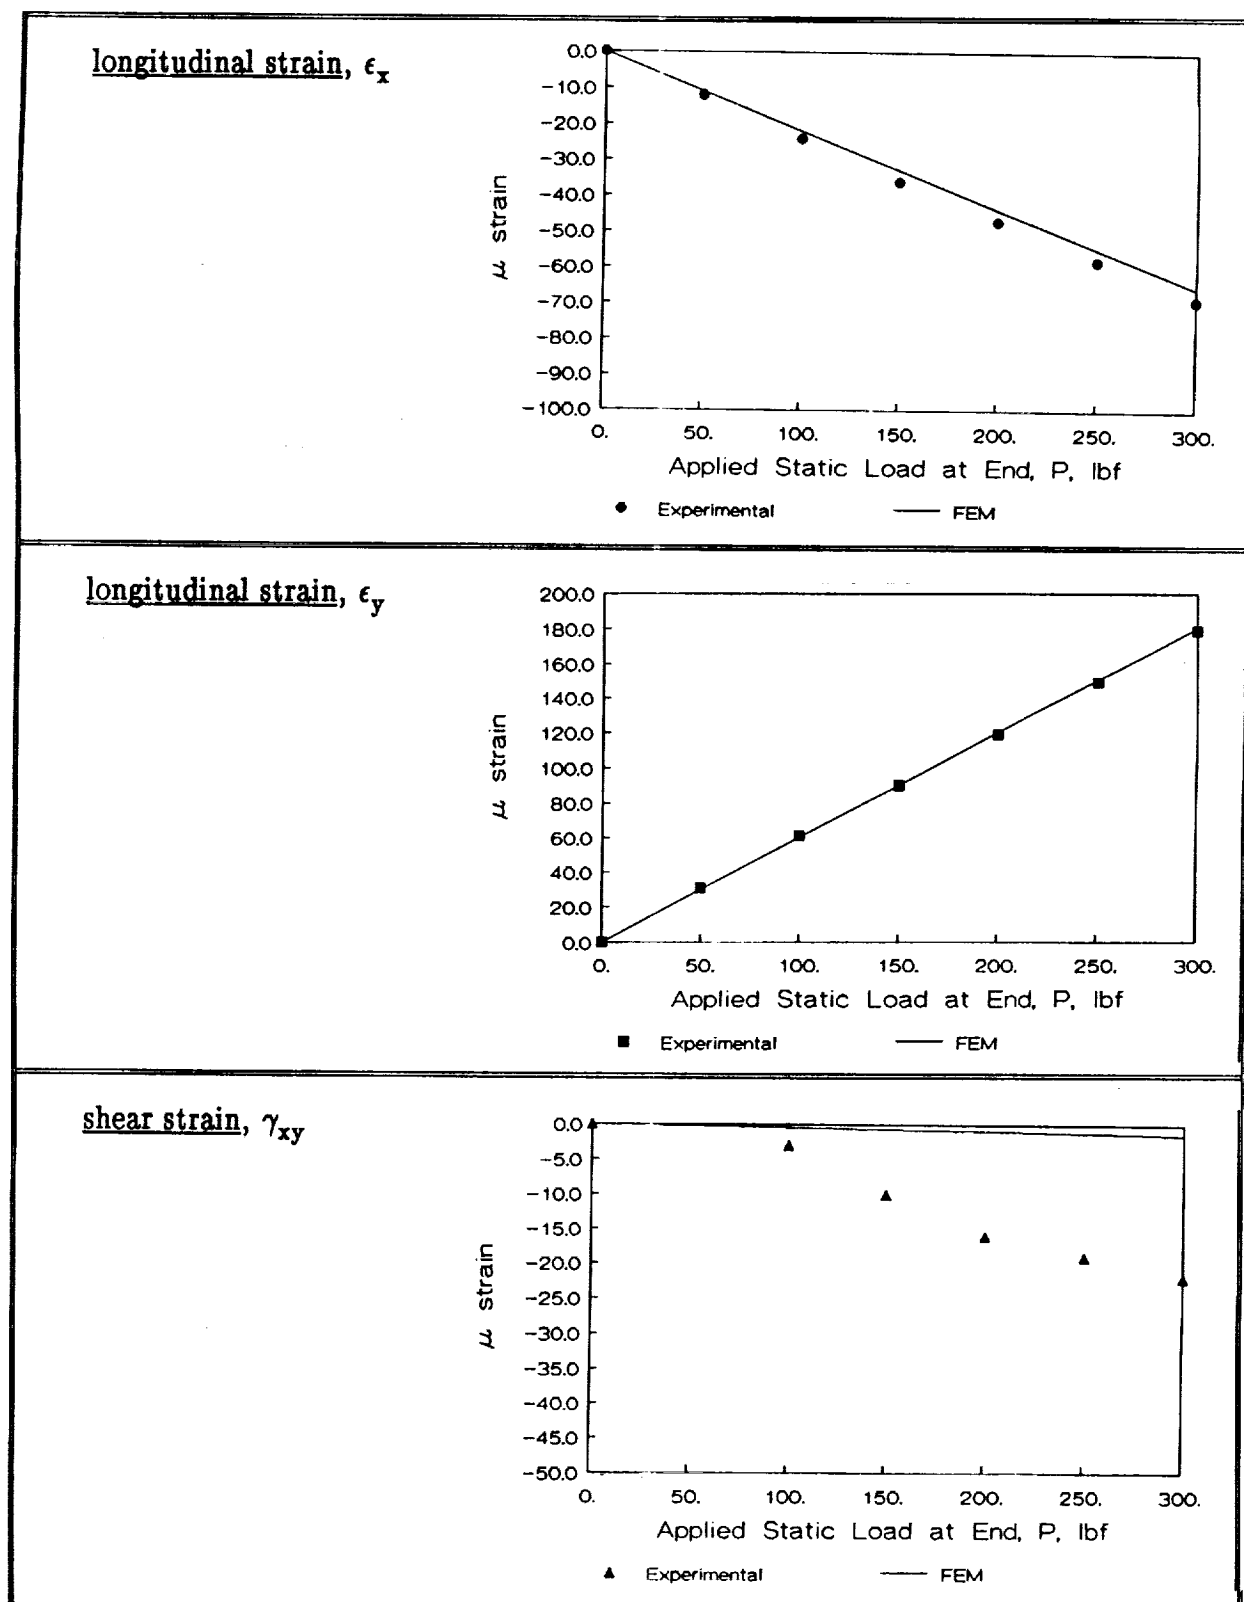 longitudinal strain, ϵx
0.0
-10.0
-20.0
-30.0
-40.0
-50.0
-60.0
-70.0
-80.0
-90.0
-100.0
μ strain
0. 50. 100. 150. 200. 250. 300.
Applied Static Load at End, P, lbf
Experimental FEM
longitudinal strain, ϵy
200.0
180.0
160.0
140.0
120.0
100.0
80.0
60.0
40.0
20.0
0.0
μ strain
0. 50. 100. 150. 200. 250. 300.
Applied Static Load at End, P, lbf
Experimental FEM
shear strain, γxy
0.0
-5.0
-10.0
-15.0
-20.0
-25.0
-30.0
-35.0
-40.0
-45.0
-50.0
μ strain
0. 50. 100. 150. 200. 250. 300.
Applied Static Load at End, P, lbf
Experimental FEM